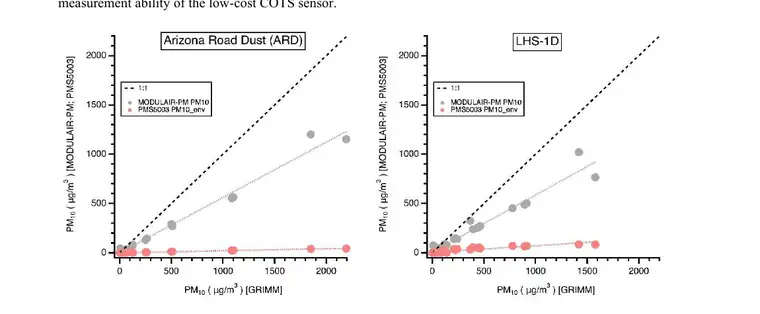 measurement ability of the low-cost COTS sensor.
Arizona Road Dust (ARD)
2000
1500
1000
500
0
PM10 ( µg/m3 ) [MODULAIR-PM; PMS5003]
1:1
MODULAIR-PM PM10
PMS5003 PM10_env
0
500
1000
1500
2000
PM10 ( µg/m3 ) [GRIMM]
LHS-1D
2000
1500
1000
500
0
PM10 ( µg/m3 ) [MODULAIR-PM; PMS5003]
1:1
MODULAIR-PM PM10
PMS5003 PM10_env
0
500
1000
1500
2000
PM10 ( µg/m3 ) [GRIMM]